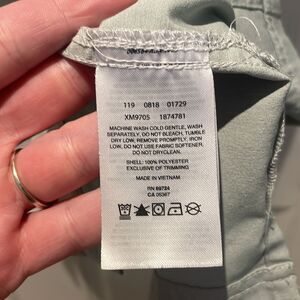 119 0818 01729
XM9705 1874781
MACHINE WASH COLD GENTLE, WASH
SEPARATELY, DO NOT BLEACH, TUMBLE
DRY LOW, REMOVE PROMPTLY, IRON
LOW, DO NOT USE FABRIC SOFTENER.
DO NOT DRYCLEAN.
SHELL: 100% POLYESTER
EXCLUSIVE OF TRIMMING
MADE IN VIETNAM
RN 89724
CA 05367